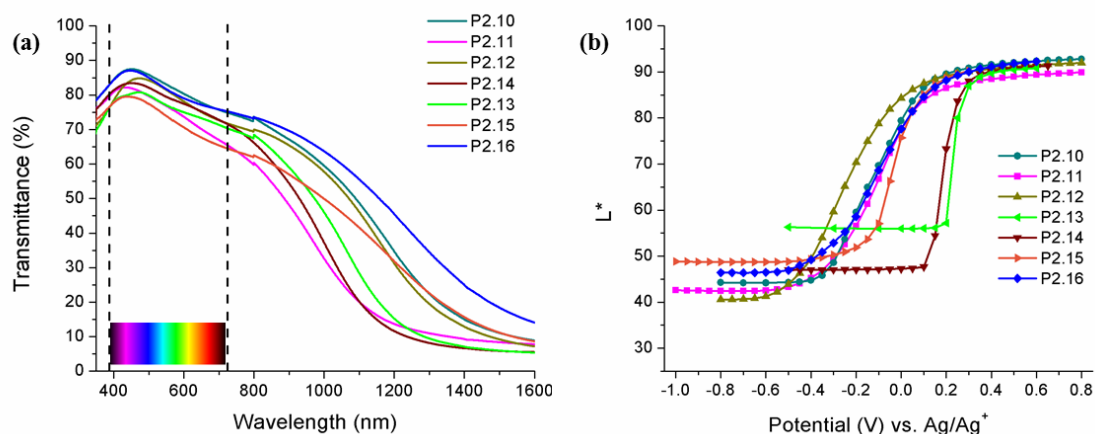 (a)
Transmittance (%)
100
90
80
70
60
50
40
30
20
10
0
400
600
800
1000
1200
1400
1600
Wavelength (nm)
P2.10
P2.11
P2.12
P2.14
P2.13
P2.15
P2.16
(b)
L*
100
90
80
70
60
50
40
30
-1.0
-0.8
-0.6
-0.4
-0.2
0.0
0.2
0.4
0.6
0.8
Potential (V) vs. Ag/Ag+
P2.10
P2.11
P2.12
P2.13
P2.14
P2.15
P2.16